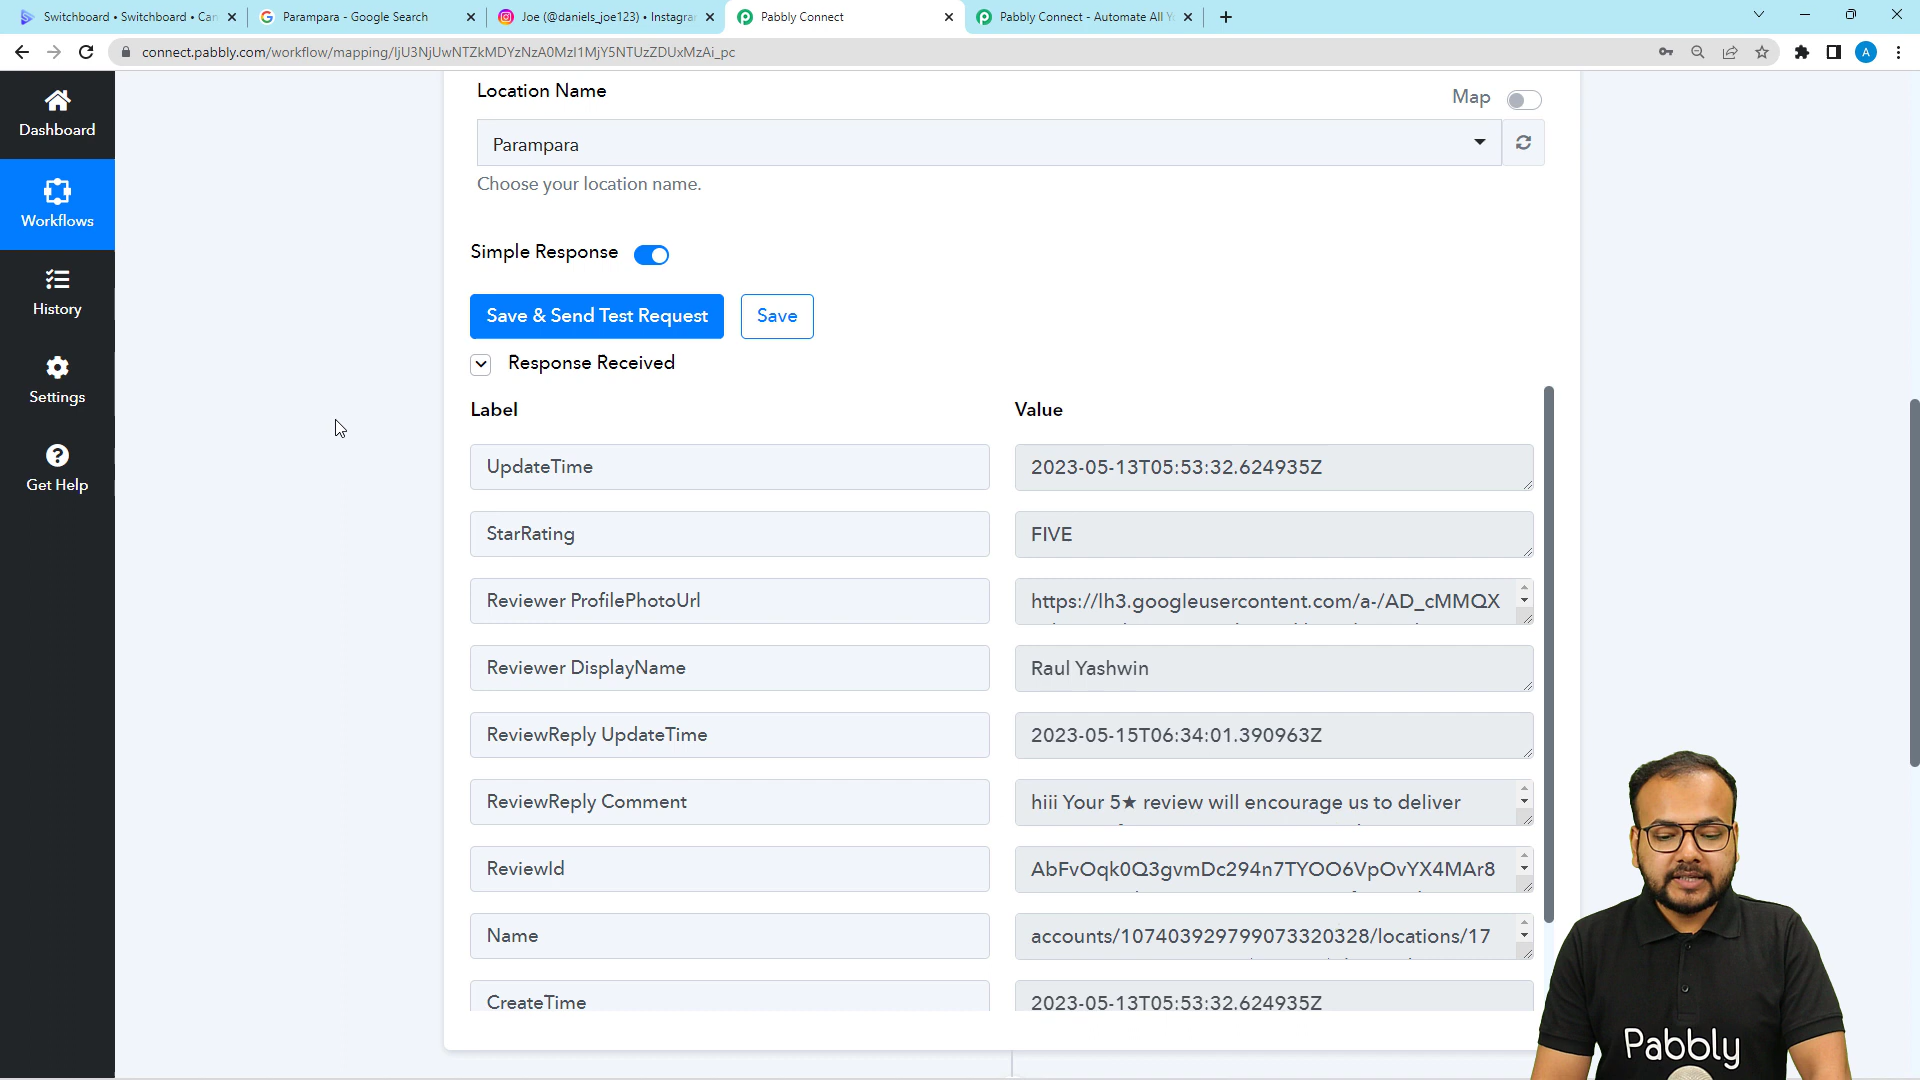 Switchboard • Switchboard • Can
Parampara - Google Search
Joe (@daniels_joe123) • Instagra
Pabbly Connect
Pabbly Connect - Automate All Y
connect.pabbly.com/workflow/mapping/IjU3NjUwNTZkMDYzNzA0MzI1MjY5NTUzZDUxMzAi_pc
A
Dashboard
Workflows
History
Settings
Get Help
Location Name
Map
Parampara
Choose your location name.
Simple Response
Save & Send Test Request
Save
Response Received
Label
Value
UpdateTime
2023-05-13T05:53:32.624935Z
StarRating
FIVE
Reviewer ProfilePhotoUrl
https://lh3.googleusercontent.com/a-/AD_cMMQX
Reviewer DisplayName
Raul Yashwin
ReviewReply UpdateTime
2023-05-15T06:34:01.390963Z
ReviewReply Comment
hiii Your 5★ review will encourage us to deliver
ReviewId
AbFvOqk0Q3gvmDc294n7TYOO6VpOvYX4MAr8
Name
accounts/107403929799073320328/locations/17
CreateTime
2023-05-13T05:53:32.624935Z
Pabbly